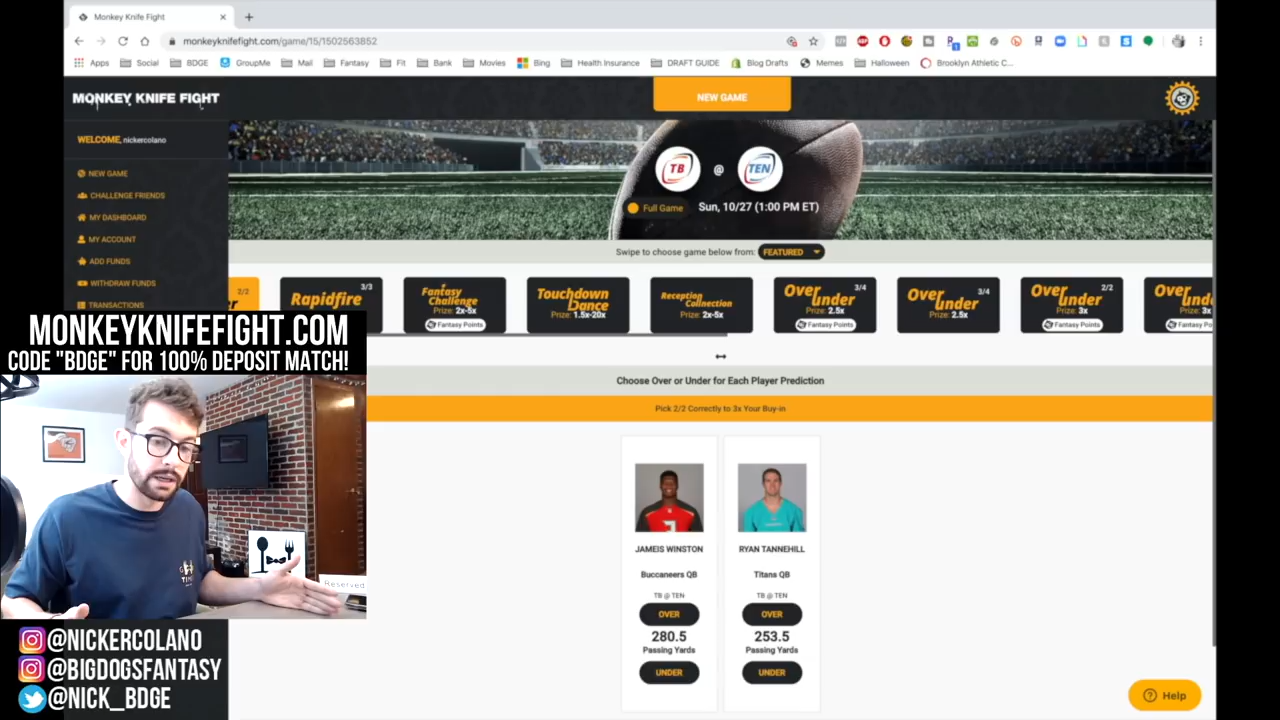 Monkey Knife Fight
monkeyknifefight.com/game/15/1502563852
Apps Social BDGE GroupMe Mail Fantasy Fit Bank Movies Bing Health Insurance DRAFT GUIDE Blog Drafts Memes Halloween Brooklyn Athletic C...
MONKEY KNIFE FIGHT
NEW GAME
WELCOME, nickercolano
NEW GAME
CHALLENGE FRIENDS
MY DASHBOARD
MY ACCOUNT
ADD FUNDS
WITHDRAW FUNDS
TRANSACTIONS
TB @ TEN
Full Game Sun, 10/27 (1:00 PM ET)
Swipe to choose game below from: FEATURED
2/2
3/3
Rapidfire
Fantasy Challenge
Prize: 2x-5x
Fantasy Points
Touchdown Dance
Prize: 1.5x-20x
Reception Connection
Prize: 2x-5x
3/4
Over under
Prize: 2.5x
Fantasy Points
3/4
Over under
Prize: 2.5x
2/2
Over under
Prize: 3x
Fantasy Points
Over under
Prize
Fantasy Po
Choose Over or Under for Each Player Prediction
Pick 2/2 Correctly to 3x Your Buy-in
JAMEIS WINSTON
Buccaneers QB
TB @ TEN
OVER
280.5
Passing Yards
UNDER
RYAN TANNEHILL
Titans QB
TB @ TEN
OVER
253.5
Passing Yards
UNDER
Help
MONKEYKNIFEFIGHT.COM
CODE "BDGE" FOR 100% DEPOSIT MATCH!
Reserved
@NICKERCOLANO
@BIGDOGSFANTASY
@NICK_BDGE